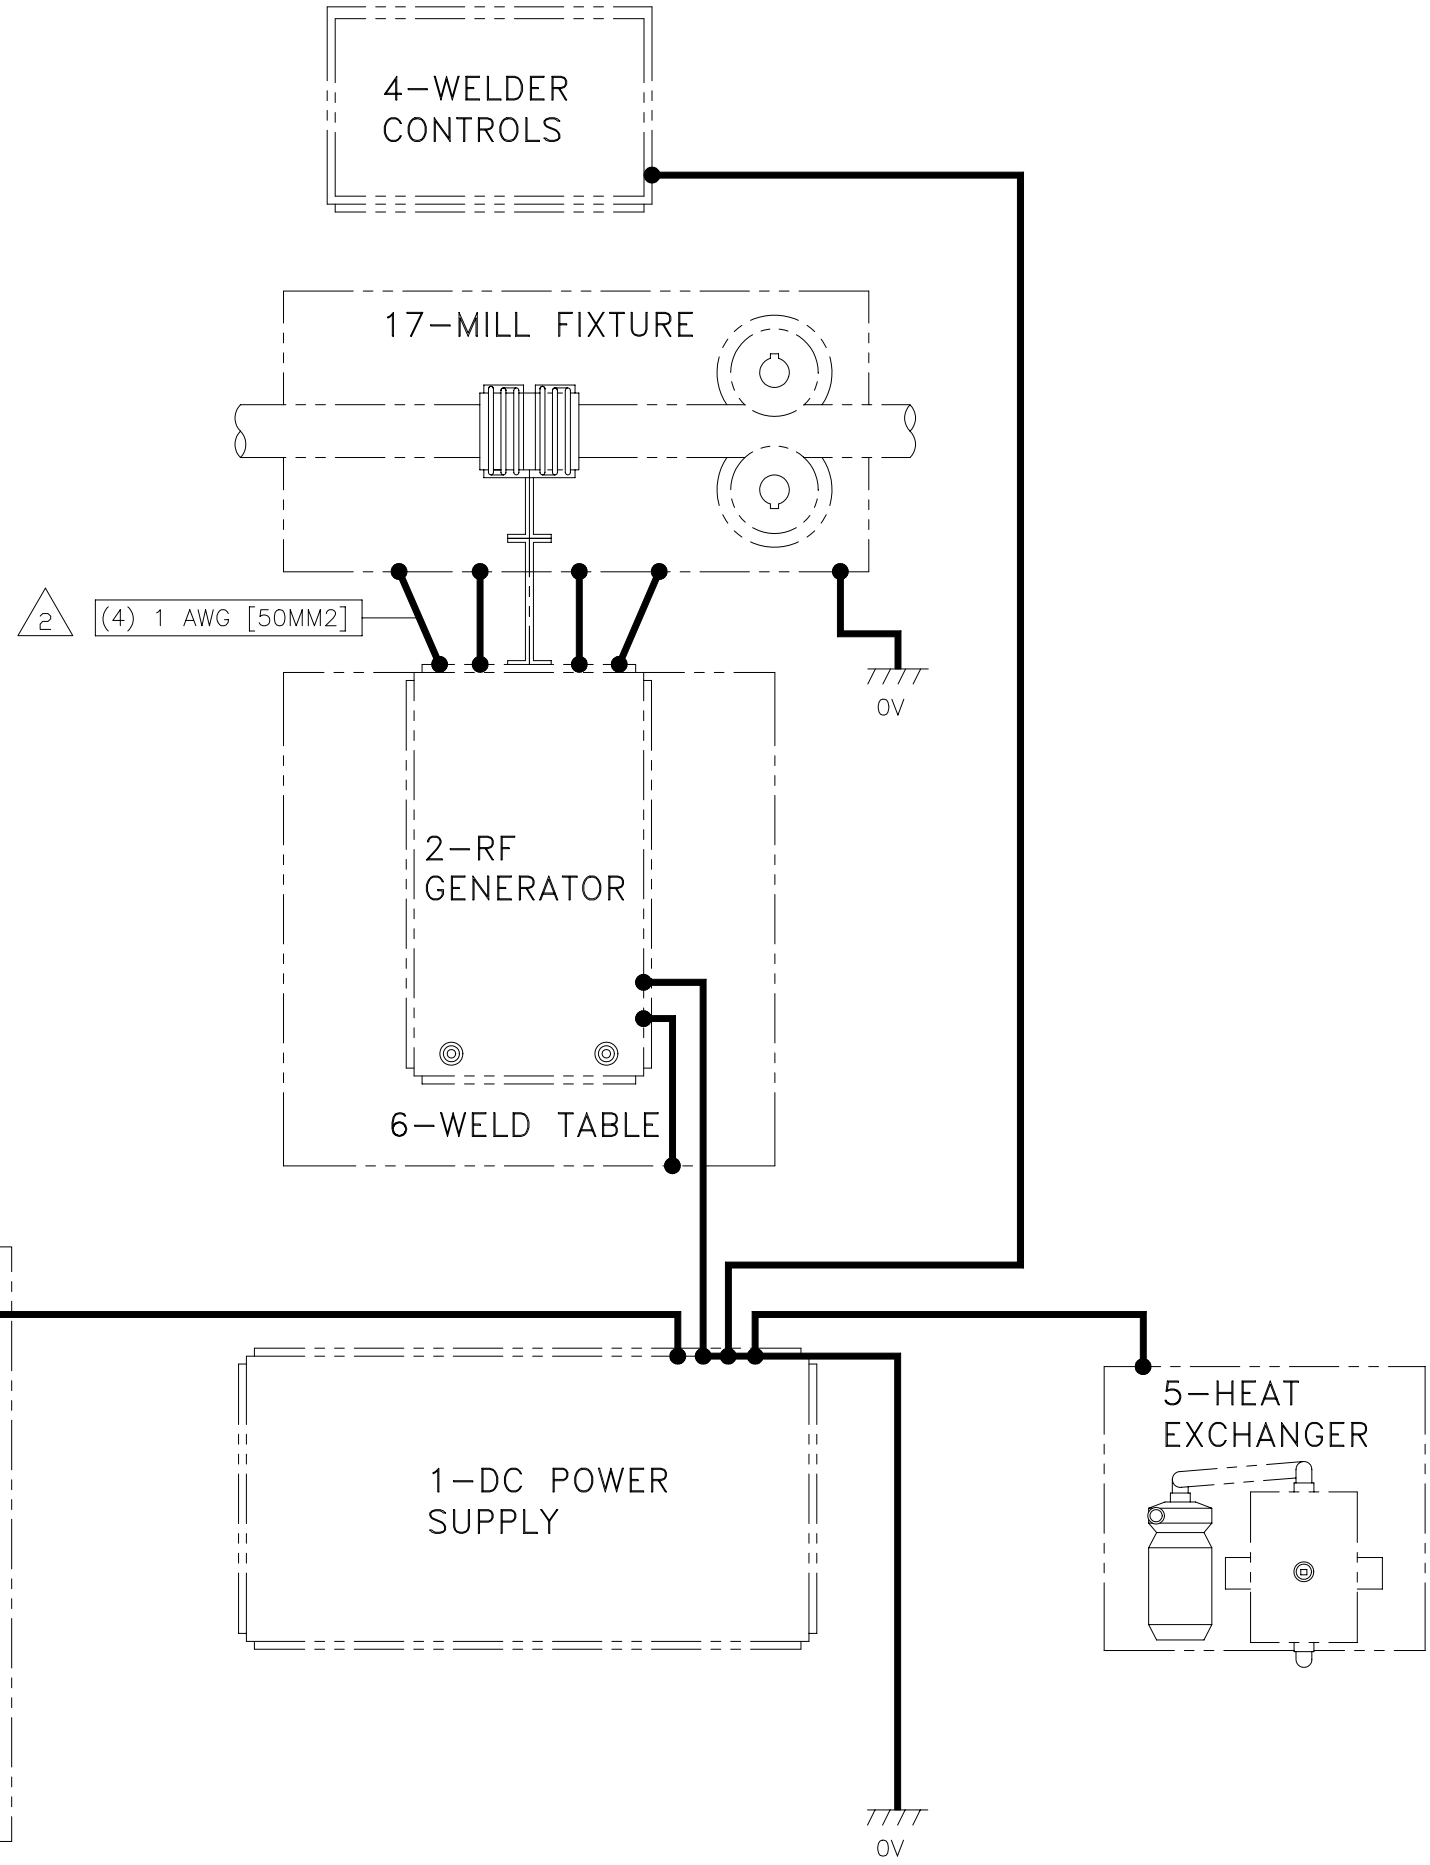 4-WELDER
CONTROLS
17-MILL FIXTURE
2
(4) 1 AWG [50MM2]
0V
2-RF
GENERATOR
6-WELD TABLE
5-HEAT
EXCHANGER
1-DC POWER
SUPPLY
0V